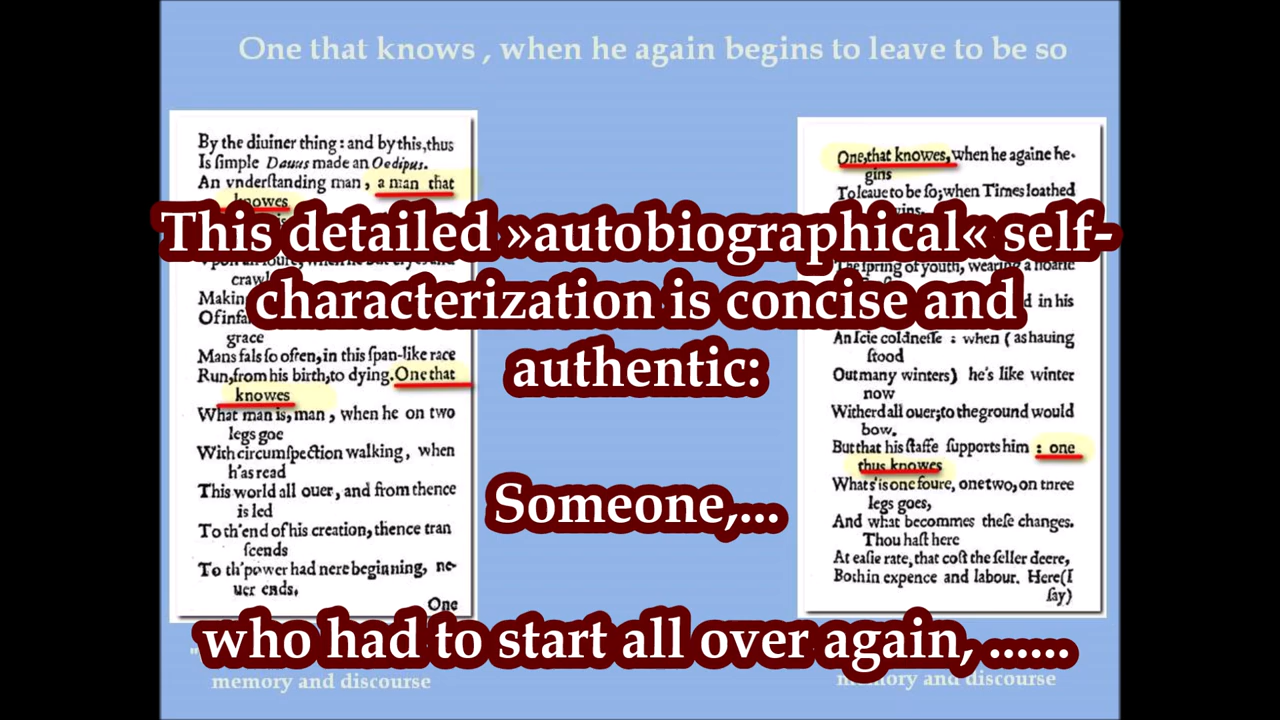 One that knows , when he again begins to leave to be so
By the diuiner thing : and by this, thus
Is ſimple Dauus made an Oedipus.
An vnderſtanding man , a man that
knowes
Makin
Of infa
grace
Mans fals ſo often, in this ſpan-like race
Run, from his birth, to dying. One that
knowes
What man is, man , when he on two
legs goe
With circumſpection walking , when
h'as read
This world all ouer, and from thence
is led
To th'end of his creation, thence tran
ſcends
To th'power had nere beginning, ne-
uer ends,
One
One, that knowes, when he againe be-
gins
To leaue to be ſo; when Times loathed
The ſpring of youth, wearing a hoarie
d in his
An Icie coldneſſe : when ( as hauing
ſtood
Out many winters) he's like winter
now
Witherd all ouer; to the ground would
bow.
But that his ſtaffe ſupports him : one
thus knowes
What s' is one foure, one two, on three
legs goes,
And what becommes theſe changes.
Thou haſt here
At eaſie rate, that coſt the ſeller deere,
Both in expence and labour. Here (I
ſay)
This detailed »autobiographical« self-
characterization is concise and
authentic:
Someone,...
who had to start all over again, ......
memory and discourse
memory and discourse